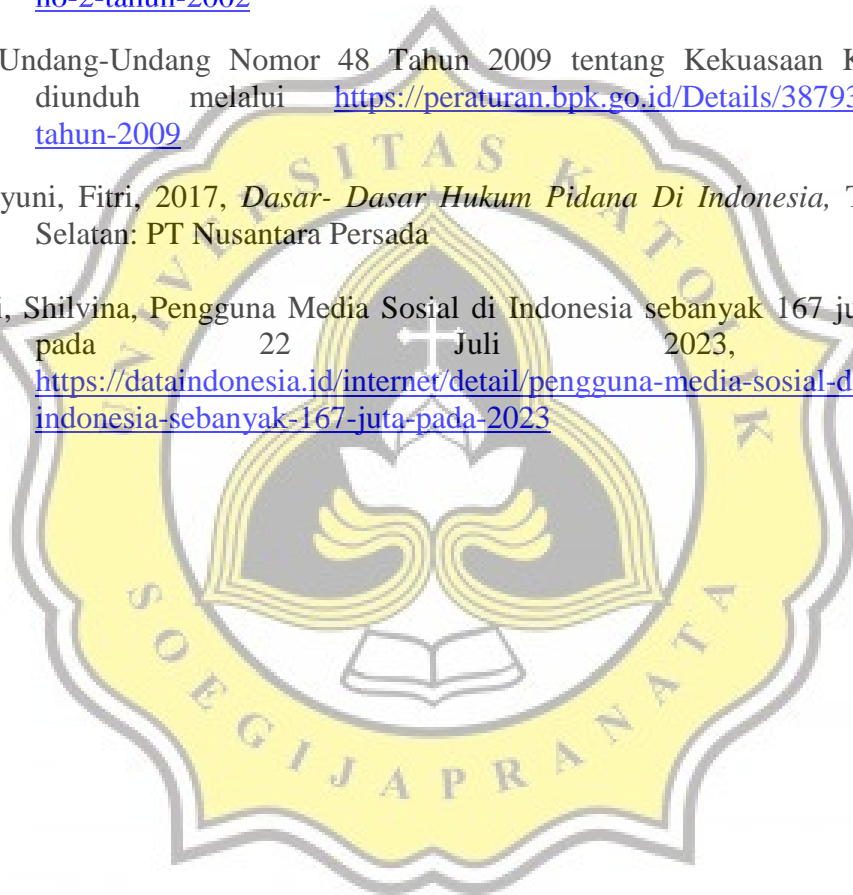 no-2-tahun-2002
Undang-Undang Nomor 48 Tahun 2009 tentang Kekuasaan K
diunduh melalui https://peraturan.bpk.go.id/Details/38793
tahun-2009
yuni, Fitri, 2017, Dasar- Dasar Hukum Pidana Di Indonesia, T
Selatan: PT Nusantara Persada
i, Shilvina, Pengguna Media Sosial di Indonesia sebanyak 167 ju
pada 22 Juli 2023,
https://dataindonesia.id/internet/detail/pengguna-media-sosial-d
indonesia-sebanyak-167-juta-pada-2023
UNIVERSITAS KATOLIK
SOEGIJAPRANATA